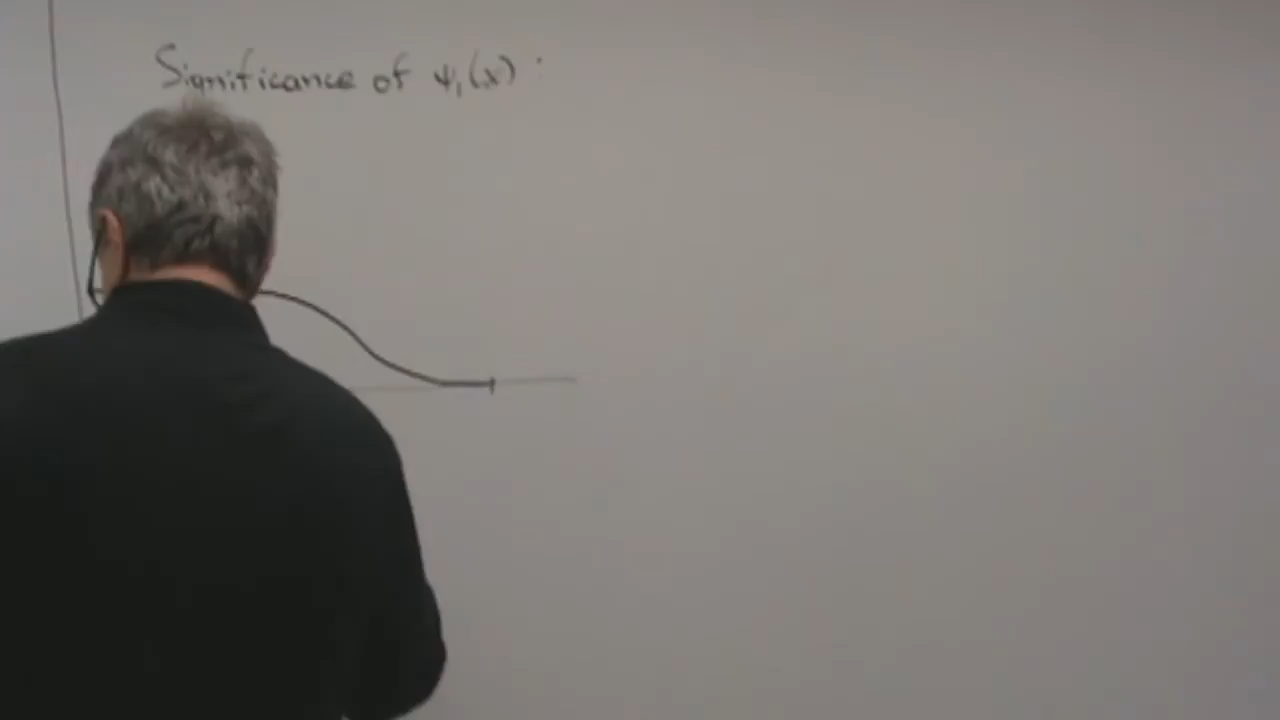 Significance of ψ₁(x) :